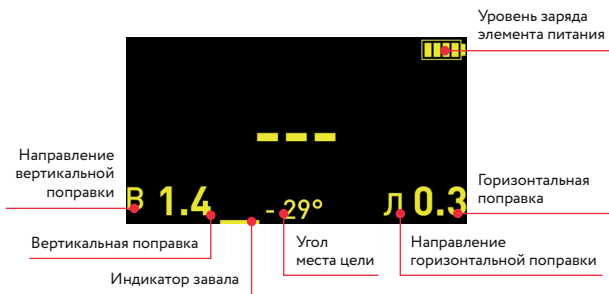 Уровень заряда
элемента питания
---
Направление
вертикальной
поправки
В 1.4
-29°
Л 0.3
Горизонтальная
поправка
Вертикальная поправка
Угол
места цели
Направление
горизонтальной поправки
Индикатор завала